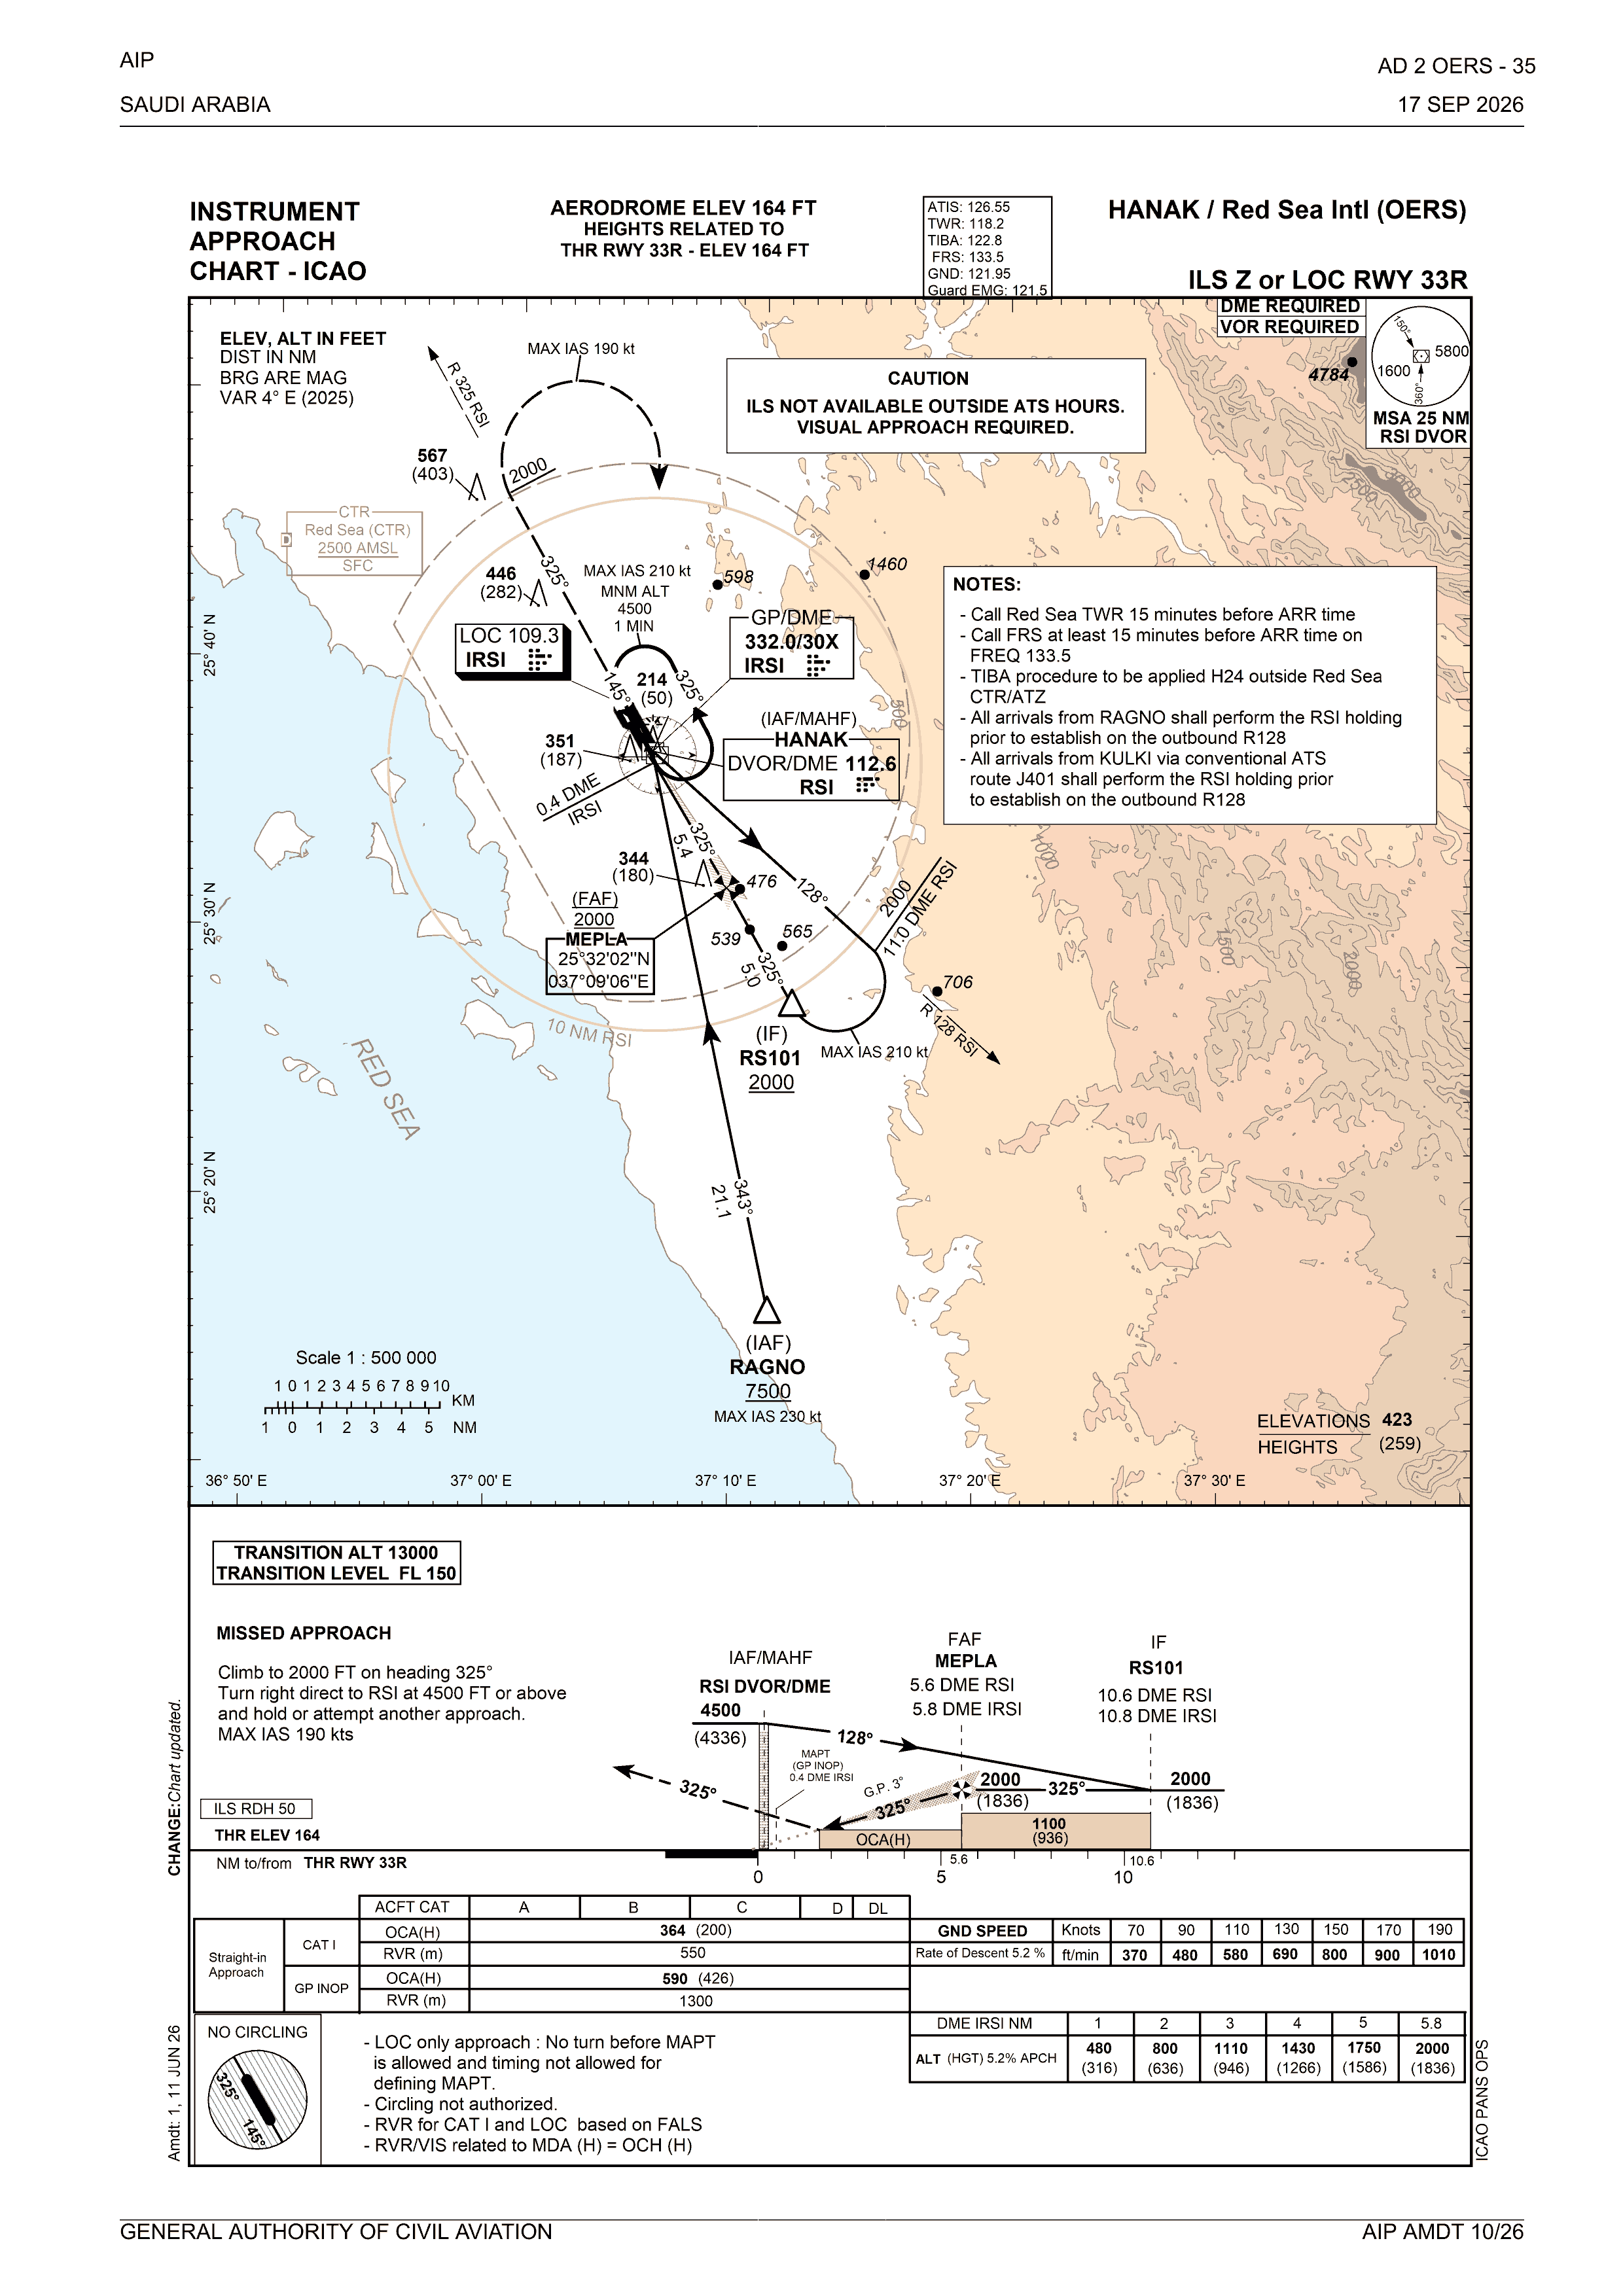 AIP
AD 2 OERS - 35
SAUDI ARABIA
17 SEP 2026
INSTRUMENT
APPROACH
CHART - ICAO
AERODROME ELEV 164 FT
HEIGHTS RELATED TO
THR RWY 33R - ELEV 164 FT
ATIS: 126.55
TWR: 118.2
TIBA: 122.8
FRS: 133.5
GND: 121.95
Guard EMG: 121.5
HANAK / Red Sea Intl (OERS)
ILS Z or LOC RWY 33R
DME REQUIRED
VOR REQUIRED
ELEV, ALT IN FEET
DIST IN NM
BRG ARE MAG
VAR 4° E (2025)
R 325 RSI
MAX IAS 190 kt
CAUTION
ILS NOT AVAILABLE OUTSIDE ATS HOURS.
VISUAL APPROACH REQUIRED.
4784
150°
5800
1600
360°
MSA 25 NM
RSI DVOR
2500
3000
567
(403)
2000
CTR
Red Sea (CTR)
2500 AMSL
SFC
D
325°
446
(282)
MAX IAS 210 kt
MNM ALT
4500
1 MIN
598
1460
LOC 109.3
IRSI
GP/DME
332.0/30X
IRSI
145°
325°
214
(50)
500
NOTES:
- Call Red Sea TWR 15 minutes before ARR time
- Call FRS at least 15 minutes before ARR time on
FREQ 133.5
- TIBA procedure to be applied H24 outside Red Sea
CTR/ATZ
- All arrivals from RAGNO shall perform the RSI holding
prior to establish on the outbound R128
- All arrivals from KULKI via conventional ATS
route J401 shall perform the RSI holding prior
to establish on the outbound R128
(IAF/MAHF)
HANAK
DVOR/DME 112.6
RSI
351
(187)
0.4 DME
IRSI
325°
5.4
344
(180)
476
128°
2000
11.0 DME RSI
1000
1500
2000
(FAF)
2000
MEPLA
25°32'02"N
037°09'06"E
539
565
325°
5.0
706
R 128 RSI
10 NM RSI
(IF)
RS101
2000
MAX IAS 210 kt
RED SEA
343°
21.1
(IAF)
RAGNO
7500
MAX IAS 230 kt
25° 40' N
25° 30' N
25° 20' N
Scale 1 : 500 000
1 0 1 2 3 4 5 6 7 8 9 10
KM
1 0 1 2 3 4 5 NM
ELEVATIONS 423
HEIGHTS (259)
36° 50' E
37° 00' E
37° 10' E
37° 20' E
37° 30' E
TRANSITION ALT 13000
TRANSITION LEVEL FL 150
MISSED APPROACH
Climb to 2000 FT on heading 325°
Turn right direct to RSI at 4500 FT or above
and hold or attempt another approach.
MAX IAS 190 kts
IAF/MAHF
RSI DVOR/DME
4500
(4336)
FAF
MEPLA
5.6 DME RSI
5.8 DME IRSI
IF
RS101
10.6 DME RSI
10.8 DME IRSI
128°
MAPT
(GP INOP)
0.4 DME IRSI
325°
G.P. 3°
325°
2000
(1836)
325°
2000
(1836)
1100
(936)
OCA(H)
ILS RDH 50
THR ELEV 164
NM to/from THR RWY 33R
0
5
5.6
10
10.6
CHANGE:Chart updated.
ACFT CAT A B C D DL
Straight-in
Approach
CAT I
OCA(H) 364 (200)
RVR (m) 550
GP INOP
OCA(H) 590 (426)
RVR (m) 1300
GND SPEED Knots 70 90 110 130 150 170 190
Rate of Descent 5.2 % ft/min 370 480 580 690 800 900 1010
DME IRSI NM 1 2 3 4 5 5.8
ALT (HGT) 5.2% APCH 480 800 1110 1430 1750 2000
(316) (636) (946) (1266) (1586) (1836)
NO CIRCLING
325°
145°
- LOC only approach : No turn before MAPT
is allowed and timing not allowed for
defining MAPT.
- Circling not authorized.
- RVR for CAT I and LOC based on FALS
- RVR/VIS related to MDA (H) = OCH (H)
Amdt: 1, 11 JUN 26
ICAO PANS OPS
GENERAL AUTHORITY OF CIVIL AVIATION
AIP AMDT 10/26